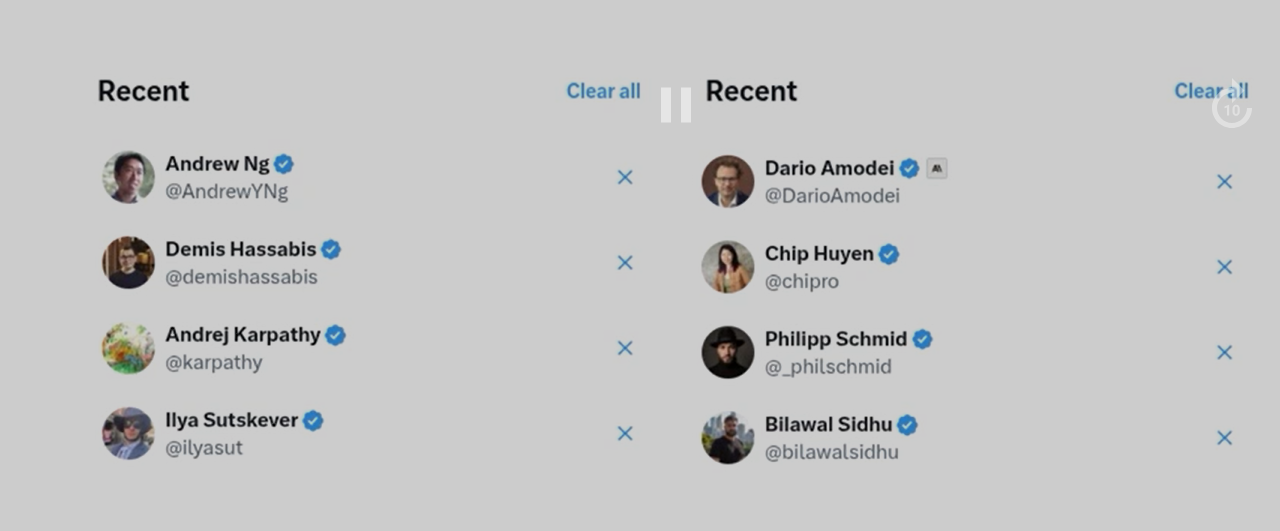 Recent
Clear all
Andrew Ng
@AndrewYNg
Demis Hassabis
@demishassabis
Andrej Karpathy
@karpathy
Ilya Sutskever
@ilyasut
Recent
Clear all
10
Dario Amodei
@DarioAmodei
Chip Huyen
@chipro
Philipp Schmid
@_philschmid
Bilawal Sidhu
@bilawalsidhu